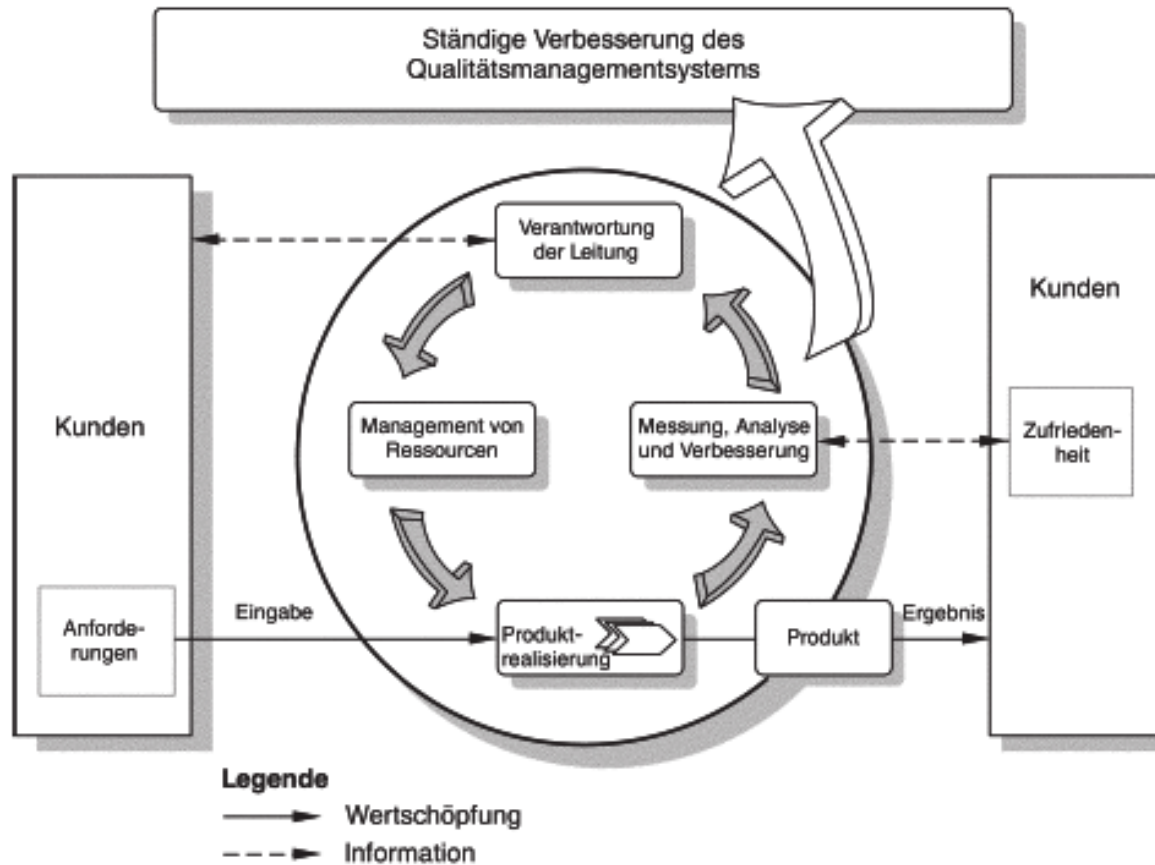 Ständige Verbesserung des
Qualitätsmanagementsystems
Verantwortung
der Leitung
Kunden
Kunden
Management von
Ressourcen
Messung, Analyse
und Verbesserung
Zufrieden-
heit
Anforde-
rungen
Eingabe
Produkt-
realisierung
Produkt
Ergebnis
Legende
Wertschöpfung
Information